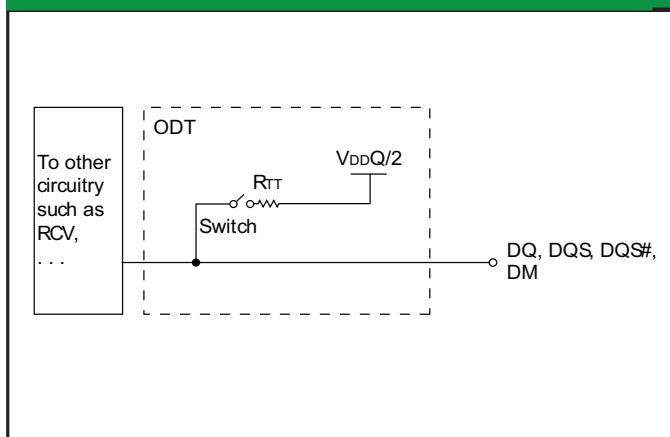 ODT
To other
circuitry
such as
RCV,
. . .
VDDQ/2
RTT
Switch
DQ, DQS, DQS#,
DM